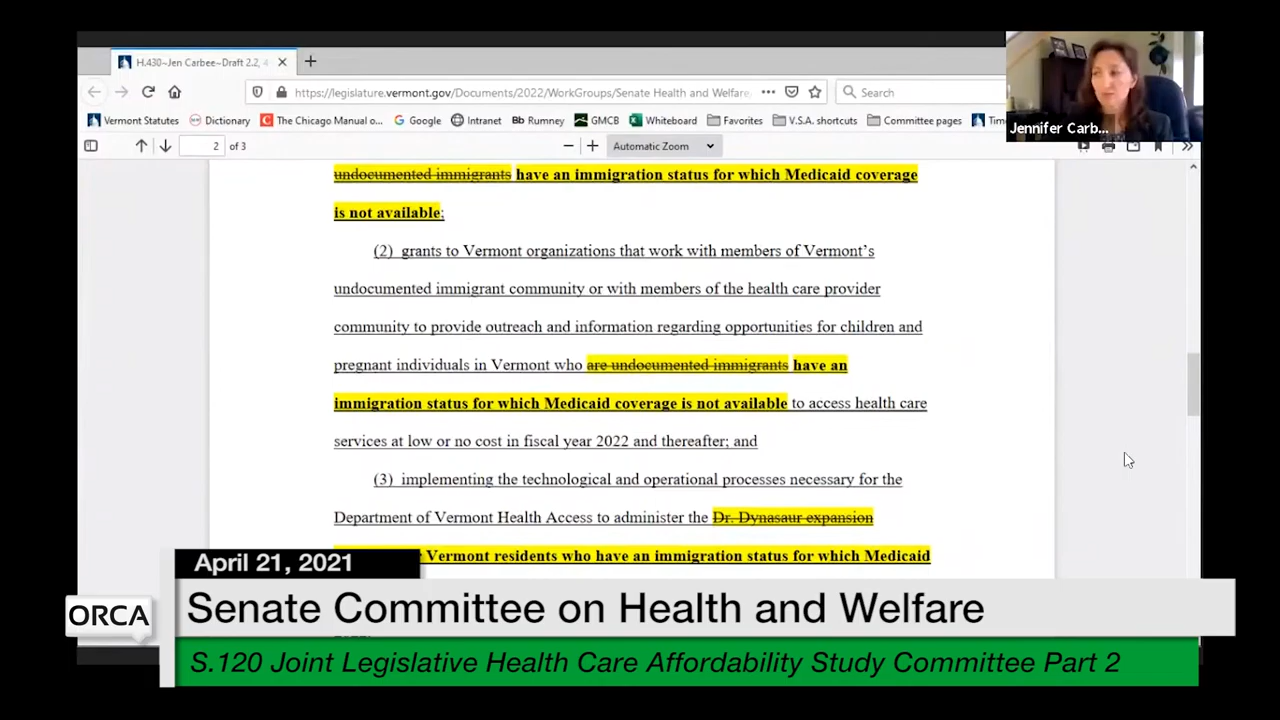 H.430~Jen Carbee~Draft 2.2, 4
https://legislature.vermont.gov/Documents/2022/WorkGroups/Senate Health and Welfare
Search
Vermont Statutes Dictionary The Chicago Manual o... Google Intranet Bb Rumney GMCB Whiteboard Favorites V.S.A. shortcuts Committee pages Time
Jennifer Carb...
2 of 3 Automatic Zoom
undocumented immigrants have an immigration status for which Medicaid coverage
is not available;
(2) grants to Vermont organizations that work with members of Vermont's
undocumented immigrant community or with members of the health care provider
community to provide outreach and information regarding opportunities for children and
pregnant individuals in Vermont who are undocumented immigrants have an
immigration status for which Medicaid coverage is not available to access health care
services at low or no cost in fiscal year 2022 and thereafter; and
(3) implementing the technological and operational processes necessary for the
Department of Vermont Health Access to administer the Dr. Dynasaur expansion
Vermont residents who have an immigration status for which Medicaid
April 21, 2021
ORCA
Senate Committee on Health and Welfare
S.120 Joint Legislative Health Care Affordability Study Committee Part 2